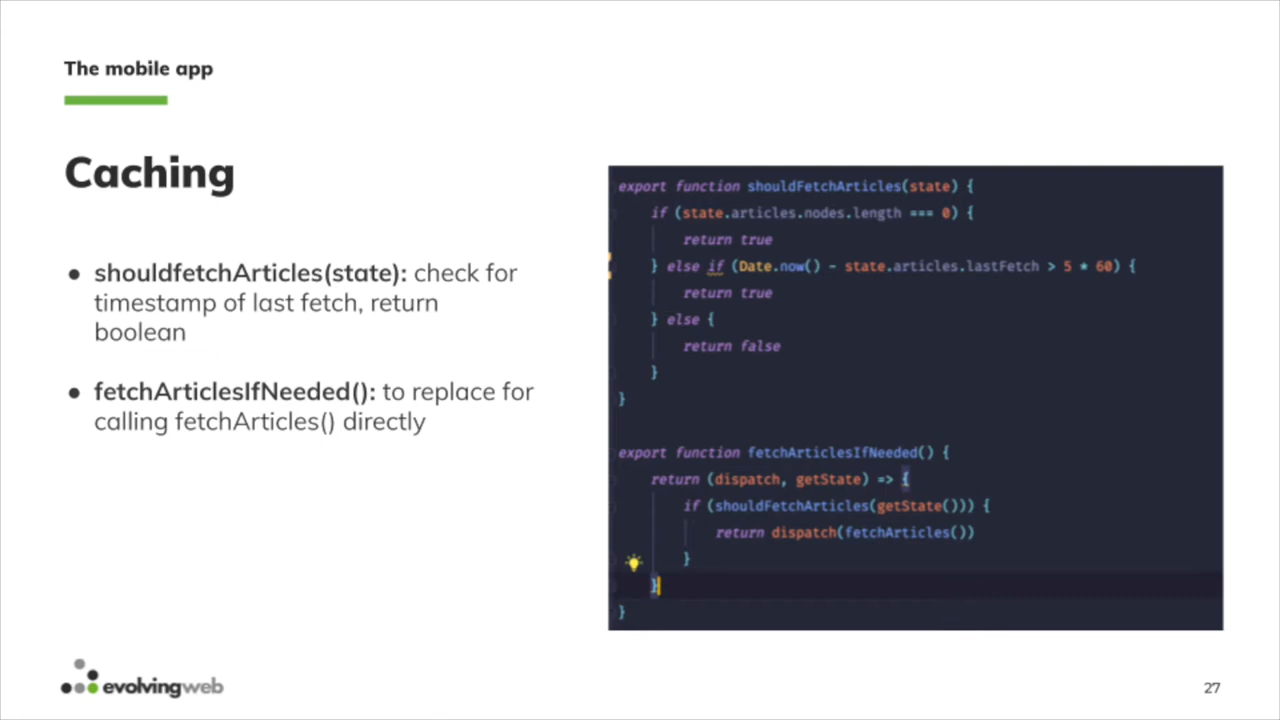 The mobile app
Caching
● shouldfetchArticles(state): check for
timestamp of last fetch, return
boolean
● fetchArticlesIfNeeded(): to replace for
calling fetchArticles() directly
export function shouldFetchArticles(state) {
    if (state.articles.nodes.length === 0) {
        return true
    } else if (Date.now() - state.articles.lastFetch > 5 * 60) {
        return true
    } else {
        return false
    }
}
export function fetchArticlesIfNeeded() {
    return (dispatch, getState) => {
        if (shouldFetchArticles(getState())) {
            return dispatch(fetchArticles())
        }
    }
}
evolvingweb
27